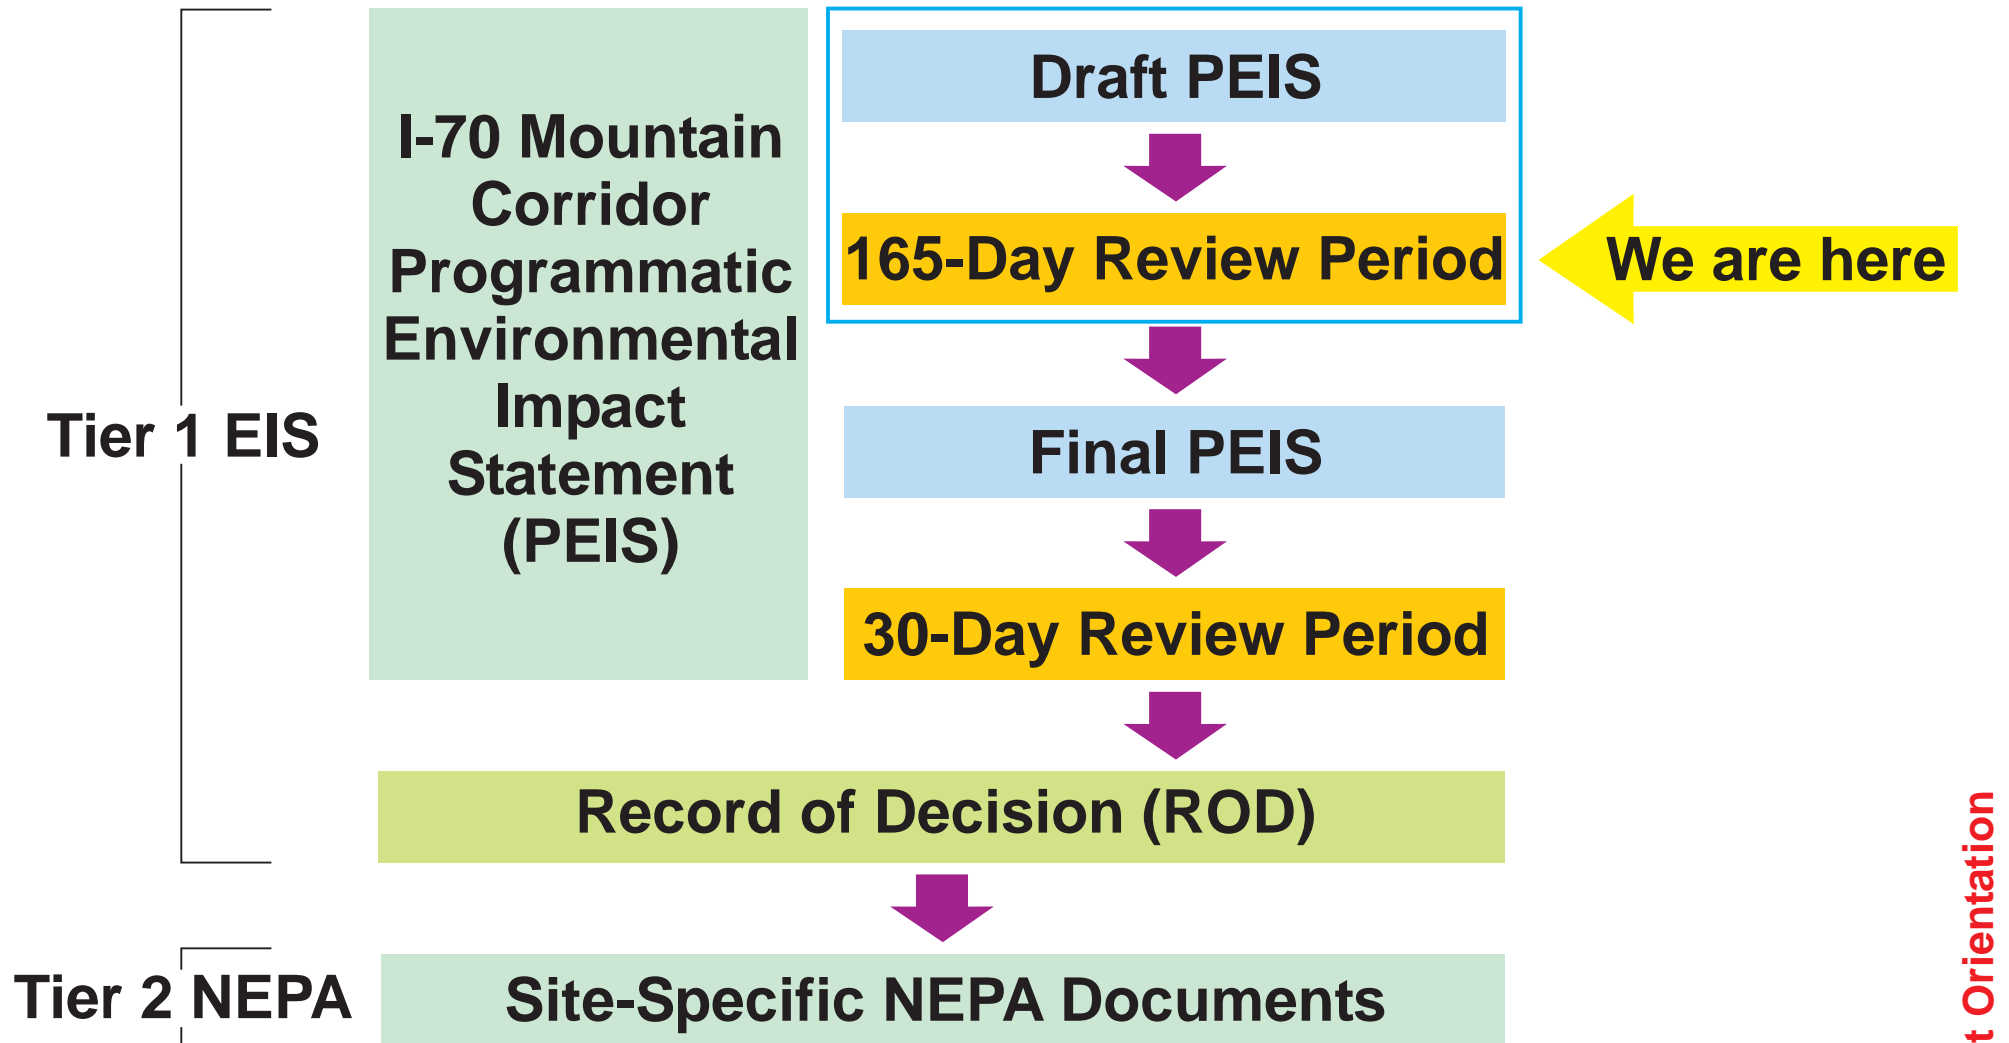 Tier 1 EIS
I-70 Mountain
Corridor
Programmatic
Environmental
Impact
Statement
(PEIS)
Draft PEIS
165-Day Review Period
We are here
Final PEIS
30-Day Review Period
Record of Decision (ROD)
Tier 2 NEPA
Site-Specific NEPA Documents
t Orientation